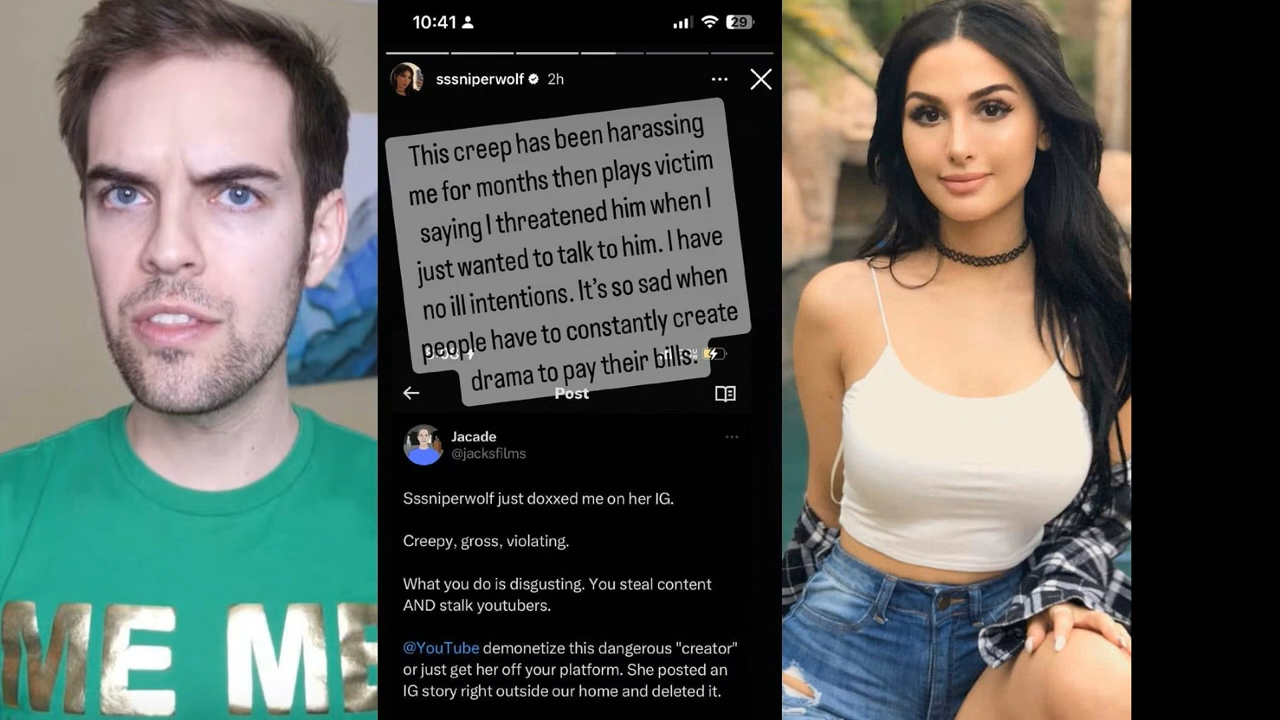 ME ME
10:41
29
sssniperwolf 2h
This creep has been harassing
me for months then plays victim
saying I threatened him when I
just wanted to talk to him. I have
no ill intentions. It's so sad when
people have to constantly create
drama to pay their bills.
Post
Jacade
@jacksfilms
Sssniperwolf just doxxed me on her IG.
Creepy, gross, violating.
What you do is disgusting. You steal content
AND stalk youtubers.
@YouTube demonetize this dangerous "creator"
or just get her off your platform. She posted an
IG story right outside our home and deleted it.